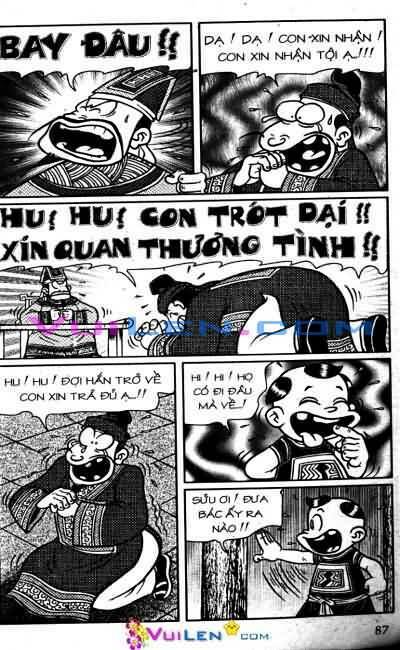 BAY ĐÂU !!
DẠ ! DẠ ! CON XIN NHẬN !
CON XIN NHẬN TỘI Ạ...!!!
HU ! HU ! CON TRÓT DẠI !!
XIN QUAN THƯƠNG TÌNH !!
VUILEN.COM
HU ! HU ! ĐỢI HẮN TRỞ VỀ
CON XIN TRẢ ĐỦ Ạ...!!
HI ! HI ! HỌ
CÓ ĐI ĐÂU
MÀ VỀ...!
SỬU ƠI ! ĐƯA
BÁC ẤY RA
NÀO !!
87
VUILEN.COM